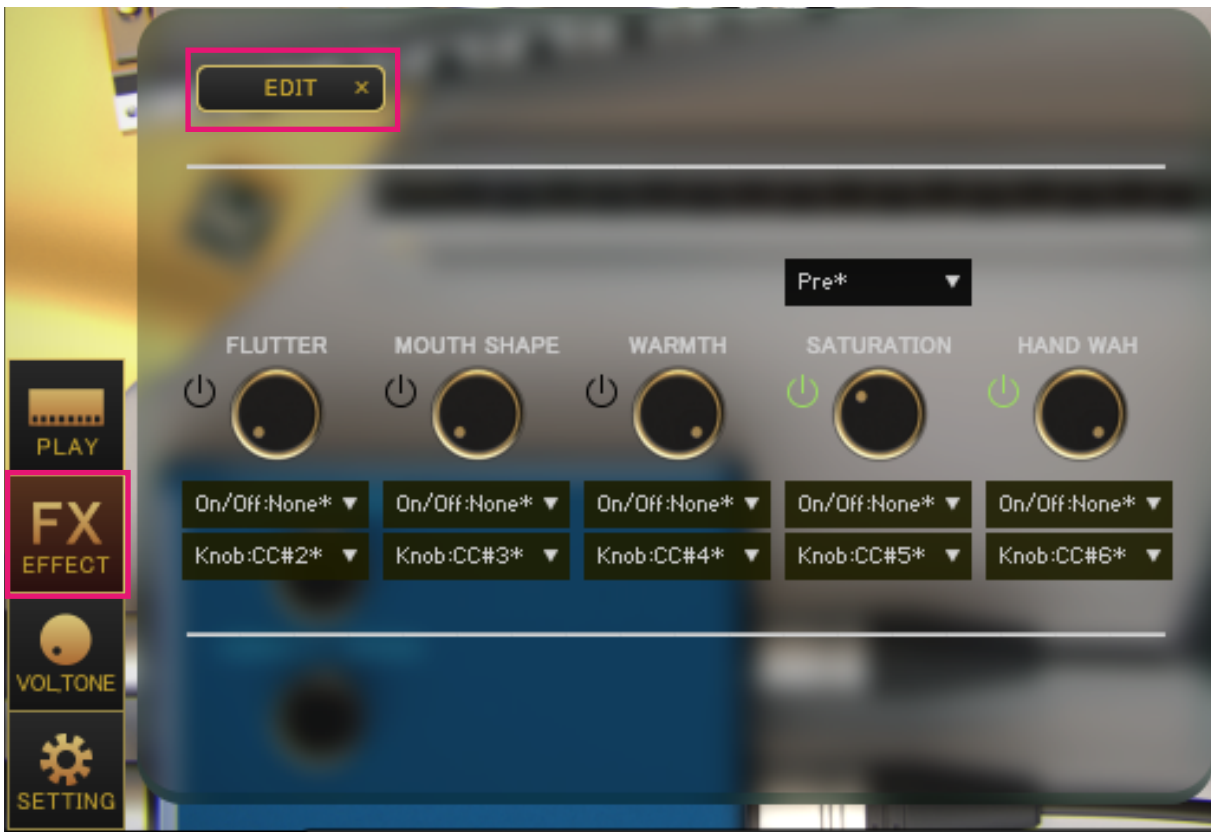 EDIT ×
Pre* ▼
FLUTTER MOUTH SHAPE WARMTH SATURATION HAND WAH
On/Off:None* ▼ On/Off:None* ▼ On/Off:None* ▼ On/Off:None* ▼ On/Off:None* ▼
Knob:CC#2* ▼ Knob:CC#3* ▼ Knob:CC#4* ▼ Knob:CC#5* ▼ Knob:CC#6* ▼
PLAY
FX
EFFECT
VOL,TONE
SETTING